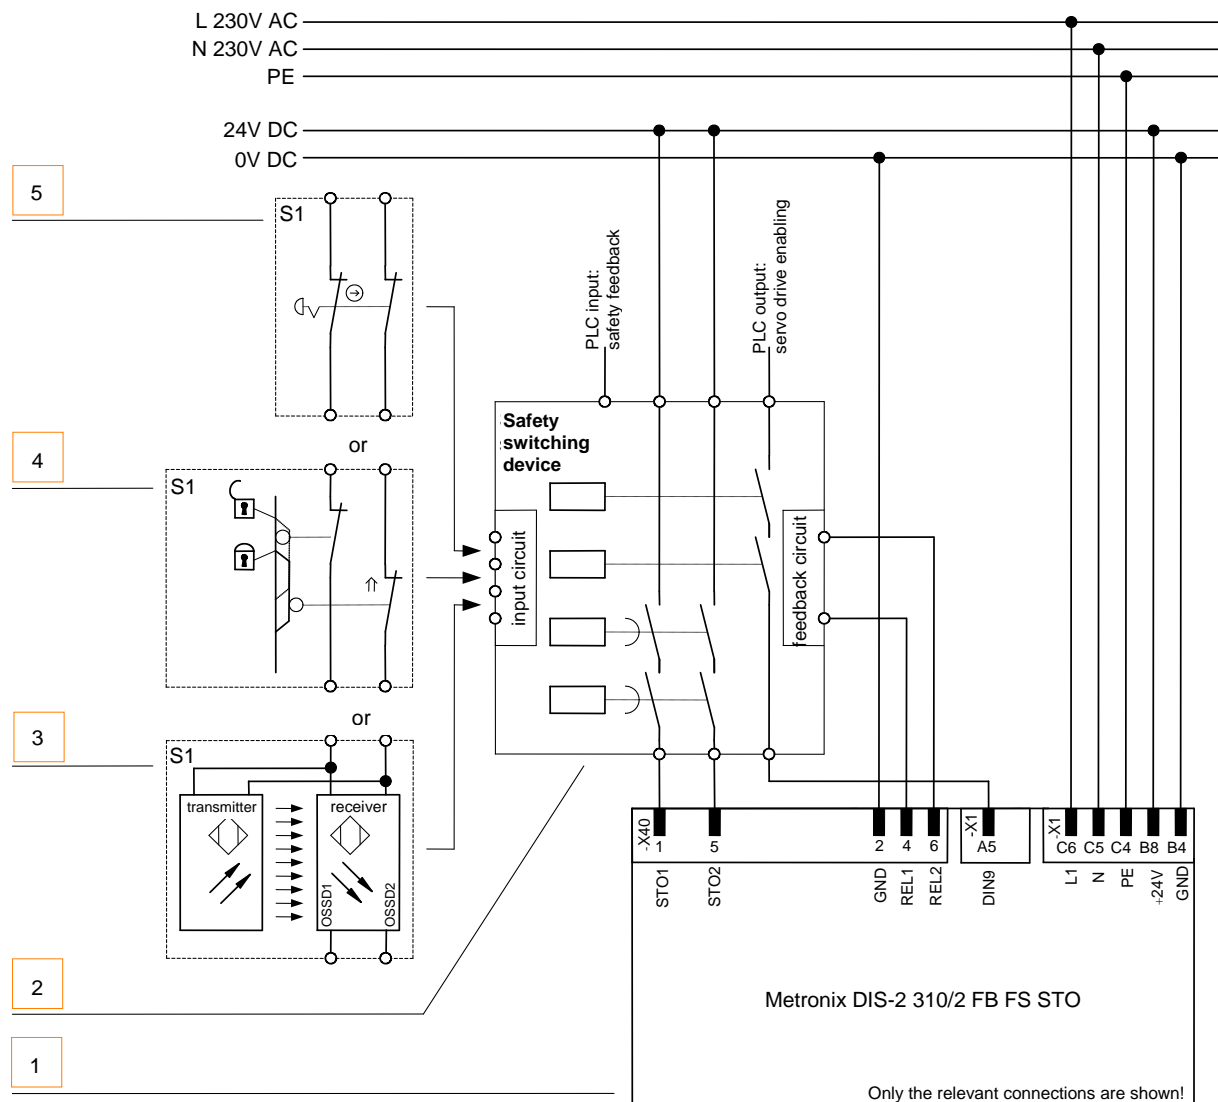 L 230V AC
N 230V AC
PE
24V DC
0V DC
5
S1
PLC input:
safety feedback
PLC output:
servo drive enabling
or
4
S1
Safety
switching
device
input circuit
feedback circuit
or
3
S1
transmitter
receiver
OSSD1
OSSD2
-X40
1
5
2
4
6
-X1
A5
-X1
C6
C5
C4
B8
B4
STO1
STO2
GND
REL1
REL2
DIN9
L1
N
PE
+24V
GND
2
Metronix DIS-2 310/2 FB FS STO
1
Only the relevant connections are shown!